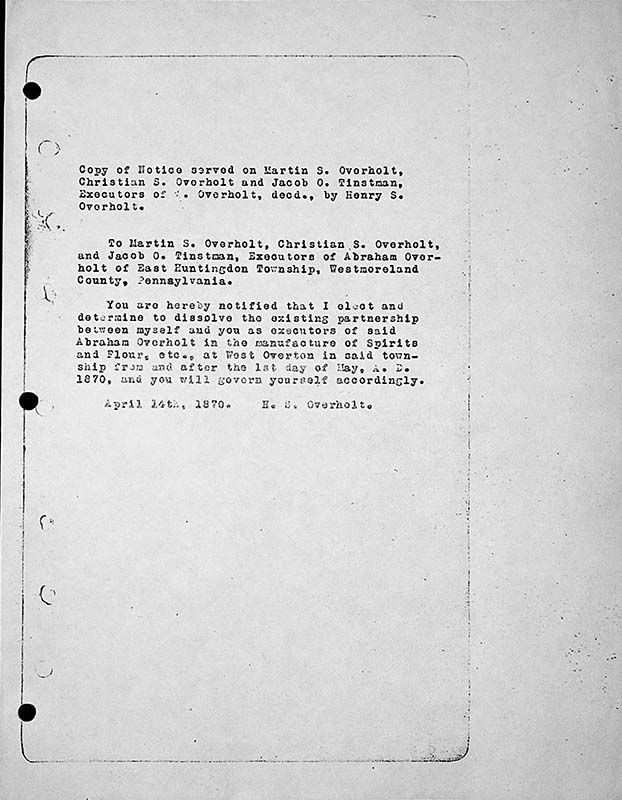 Copy of Notice served on Martin S. Overholt,
Christian S. Overholt and Jacob O. Tinstman,
Executors of . Overholt, decd., by Henry S.
Overholt.
To Martin S. Overholt, Christian S. Overholt,
and Jacob O. Tinstman, Executors of Abraham Over-
holt of East Huntingdon Township, Westmoreland
County, Pennsylvania.
You are hereby notified that I elect and
determine to dissolve the existing partnership
between myself and you as executors of said
Abraham Overholt in the manufacture of Spirits
and Flour, etc., at West Overton in said town-
ship from and after the 1st day of May, A. D.
1870, and you will govern yourself accordingly.
April 14th, 1870. H. S. Overholt.